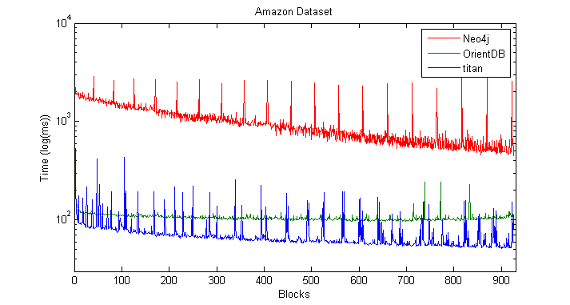 Amazon Dataset
10^4
10^3
10^2
Time (log(ms))
Neo4j
OrientDB
titan
0 100 200 300 400 500 600 700 800 900
Blocks